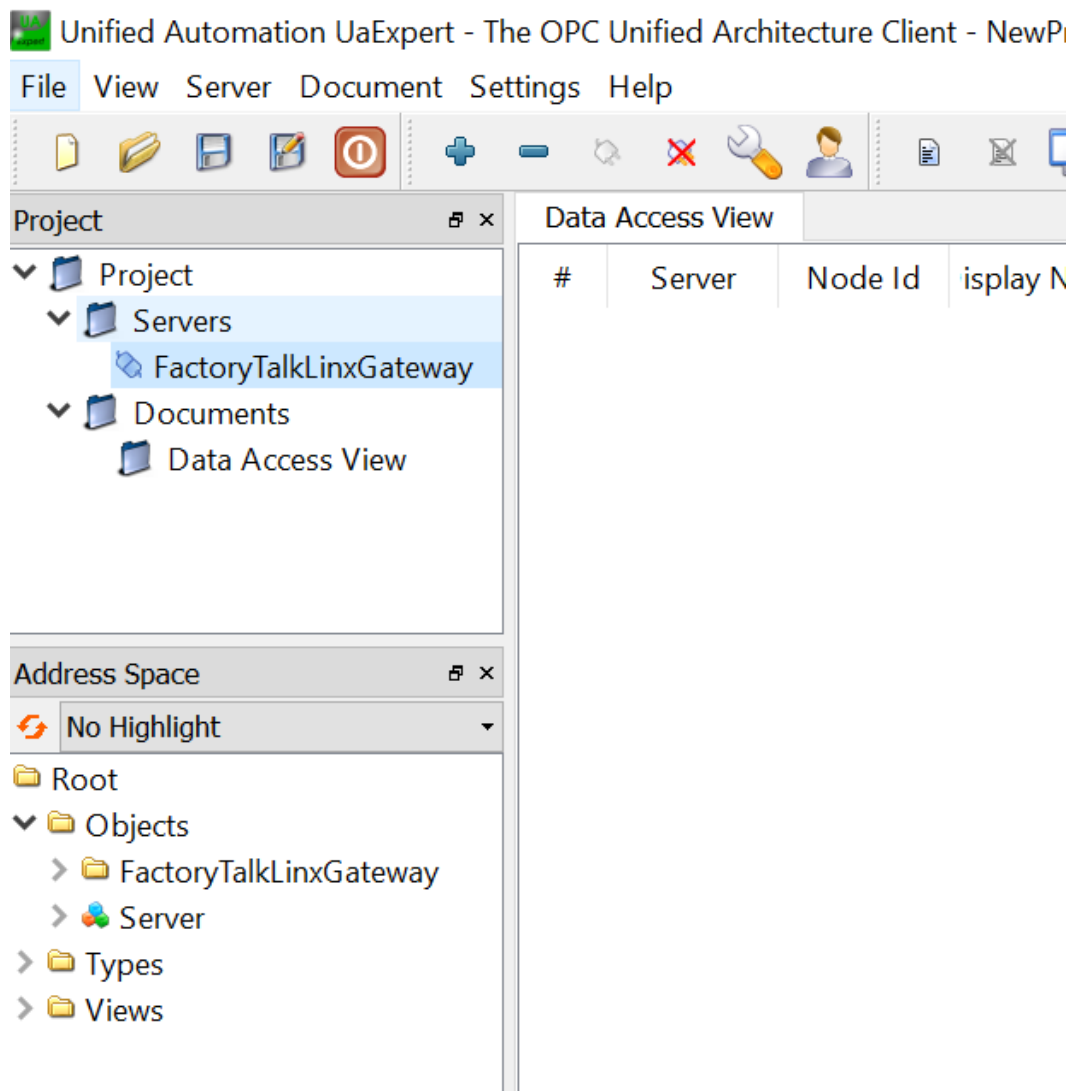 Unified Automation UaExpert - The OPC Unified Architecture Client - NewP
File View Server Document Settings Help
Project
Data Access View
Project
# Server Node Id isplay N
Servers
FactoryTalkLinxGateway
Documents
Data Access View
Address Space
No Highlight
Root
Objects
FactoryTalkLinxGateway
Server
Types
Views